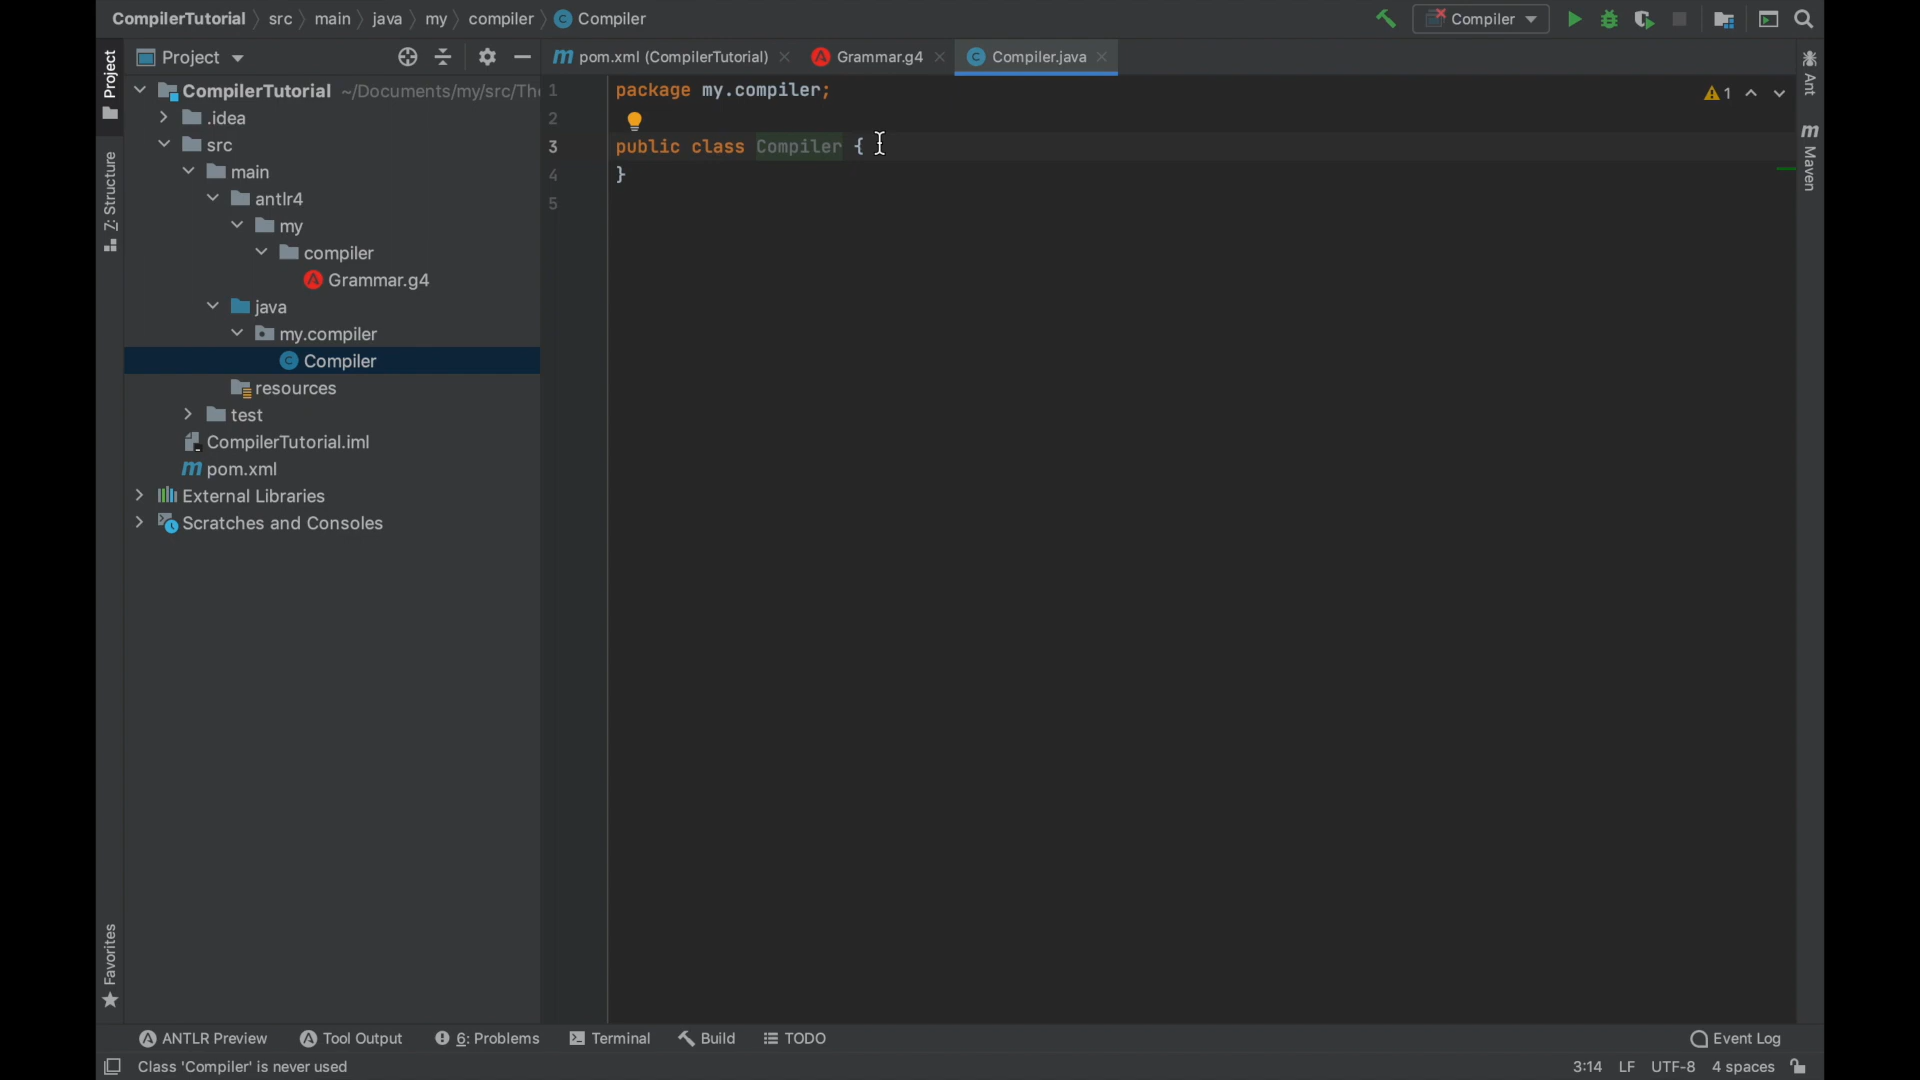 CompilerTutorial src main java my compiler Compiler
Compiler
Project
pom.xml (CompilerTutorial)
Grammar.g4
Compiler.java
Project
Z: Structure
Favorites
CompilerTutorial ~/Documents/my/src/The
.idea
src
main
antlr4
my
compiler
Grammar.g4
java
my.compiler
Compiler
resources
test
CompilerTutorial.iml
pom.xml
External Libraries
Scratches and Consoles
1 package my.compiler;
2
3 public class Compiler {
4 }
5
1
Ant
Maven
ANTLR Preview Tool Output 6: Problems Terminal Build TODO Event Log
Class 'Compiler' is never used 3:14 LF UTF-8 4 spaces